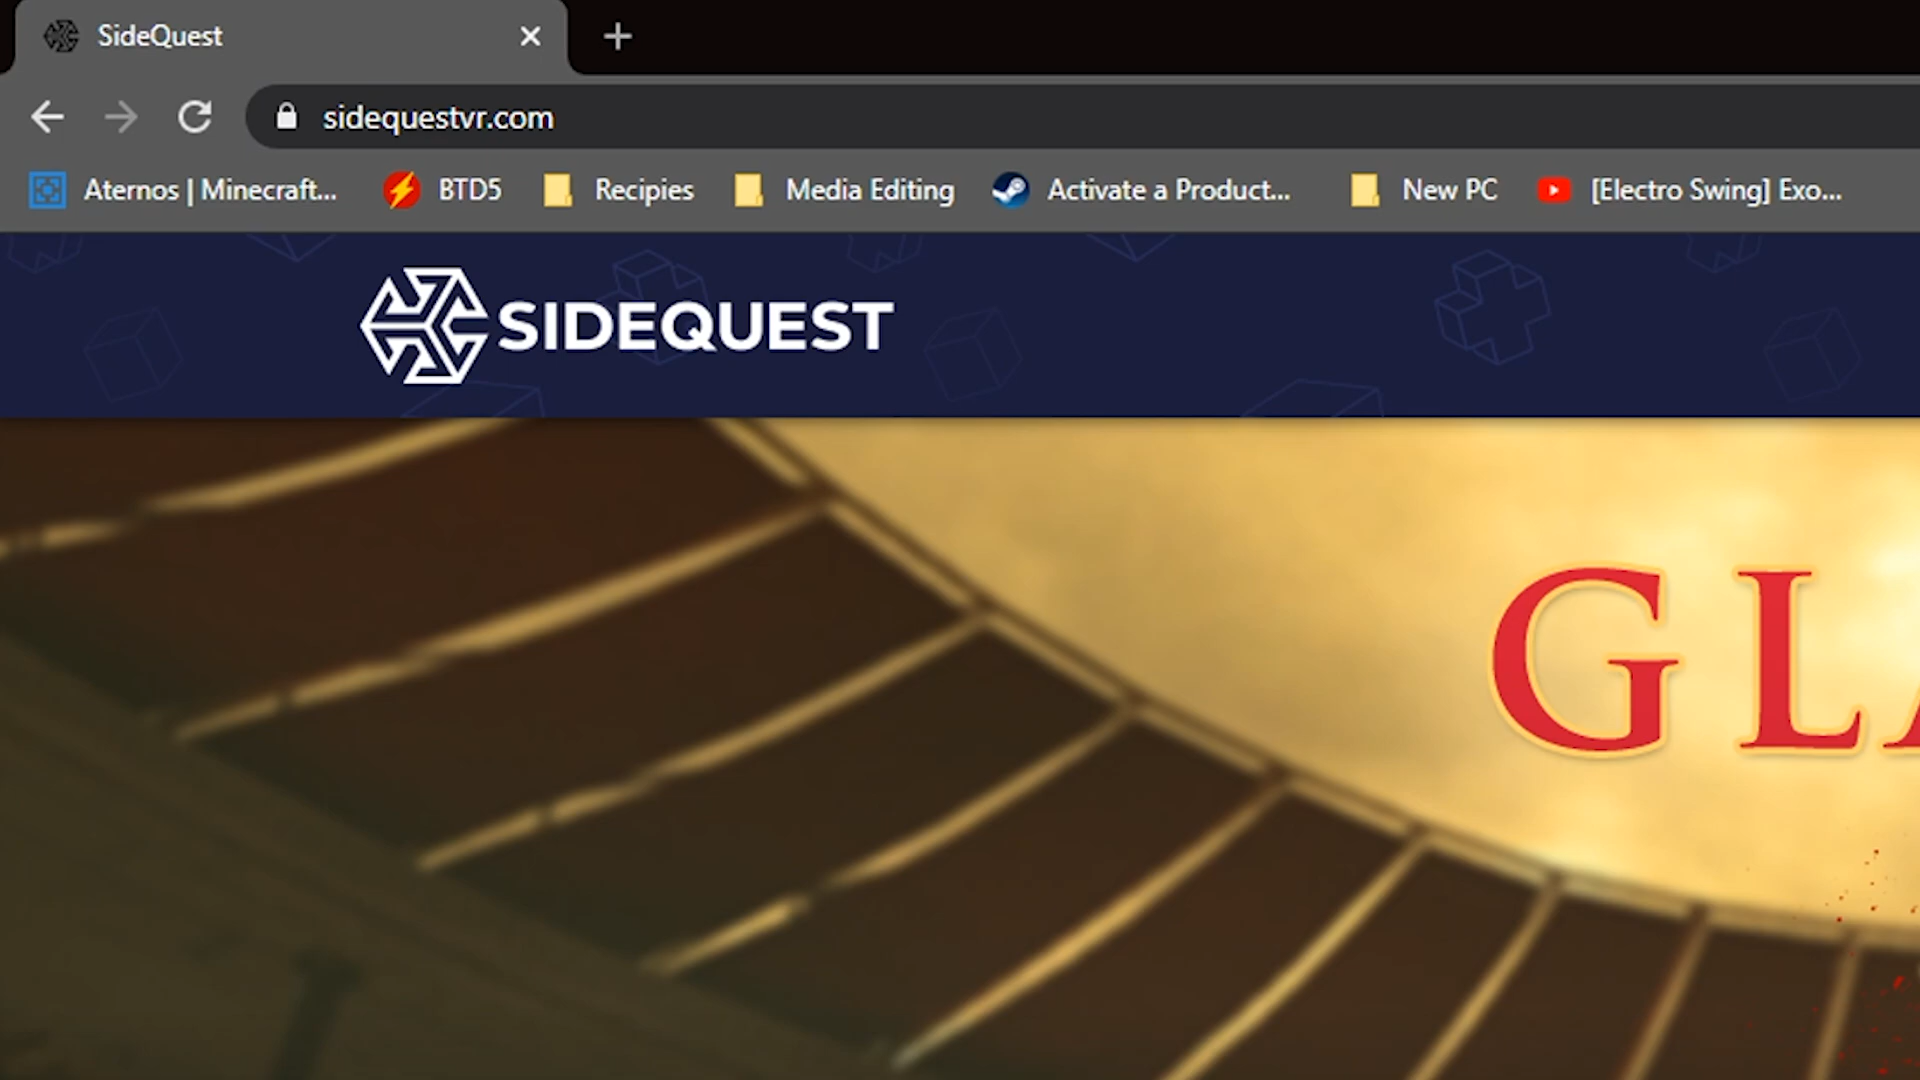 SideQuest
sidequestvr.com
Aternos | Minecraft... BTD5 Recipies Media Editing Activate a Product... New PC [Electro Swing] Exo...
SIDEQUEST
GL